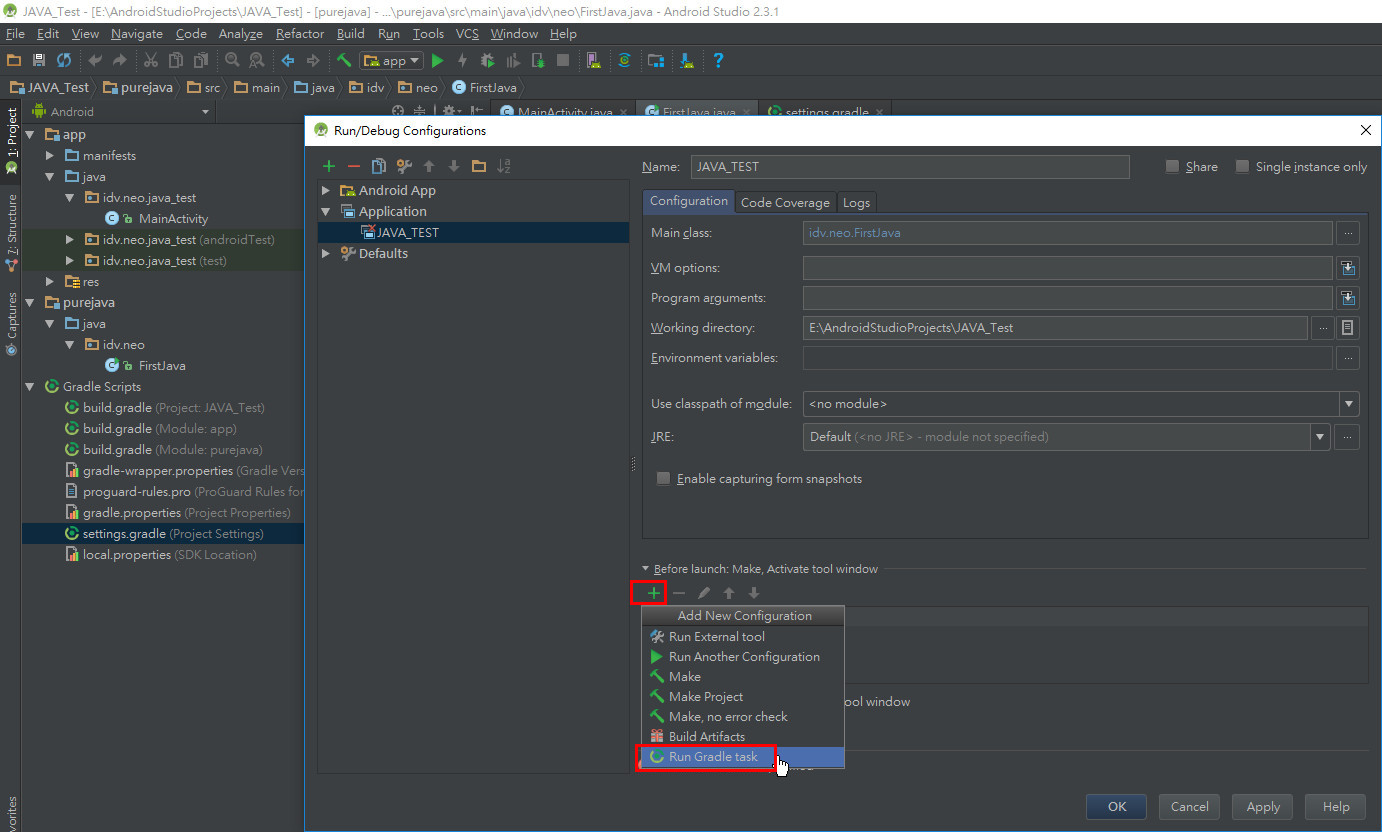 JAVA_Test - [E:\AndroidStudioProjects\JAVA_Test] - [purejava] - ...\purejava\src\main\java\idv\neo\FirstJava.java - Android Studio 2.3.1
File Edit View Navigate Code Analyze Refactor Build Run Tools VCS Window Help
app
JAVA_Test purejava src main java idv neo FirstJava
Android
MainActivity.java FirstJava.java settings.gradle
1: Project
7: Structure
Captures
app
manifests
java
idv.neo.java_test
MainActivity
idv.neo.java_test (androidTest)
idv.neo.java_test (test)
res
purejava
java
idv.neo
FirstJava
Gradle Scripts
build.gradle (Project: JAVA_Test)
build.gradle (Module: app)
build.gradle (Module: purejava)
gradle-wrapper.properties (Gradle Vers
proguard-rules.pro (ProGuard Rules for
gradle.properties (Project Properties)
settings.gradle (Project Settings)
local.properties (SDK Location)
vorites
Run/Debug Configurations
Android App
Application
JAVA_TEST
Defaults
Name: JAVA_TEST
Share
Single instance only
Configuration Code Coverage Logs
Main class: idv.neo.FirstJava ...
VM options:
Program arguments:
Working directory: E:\AndroidStudioProjects\JAVA_Test ...
Environment variables: ...
Use classpath of module: <no module>
JRE: Default (<no JRE> - module not specified) ...
Enable capturing form snapshots
Before launch: Make, Activate tool window
Add New Configuration
Run External tool
Run Another Configuration
Make
Make Project
Make, no error check
ool window
Build Artifacts
Run Gradle task
OK Cancel Apply Help